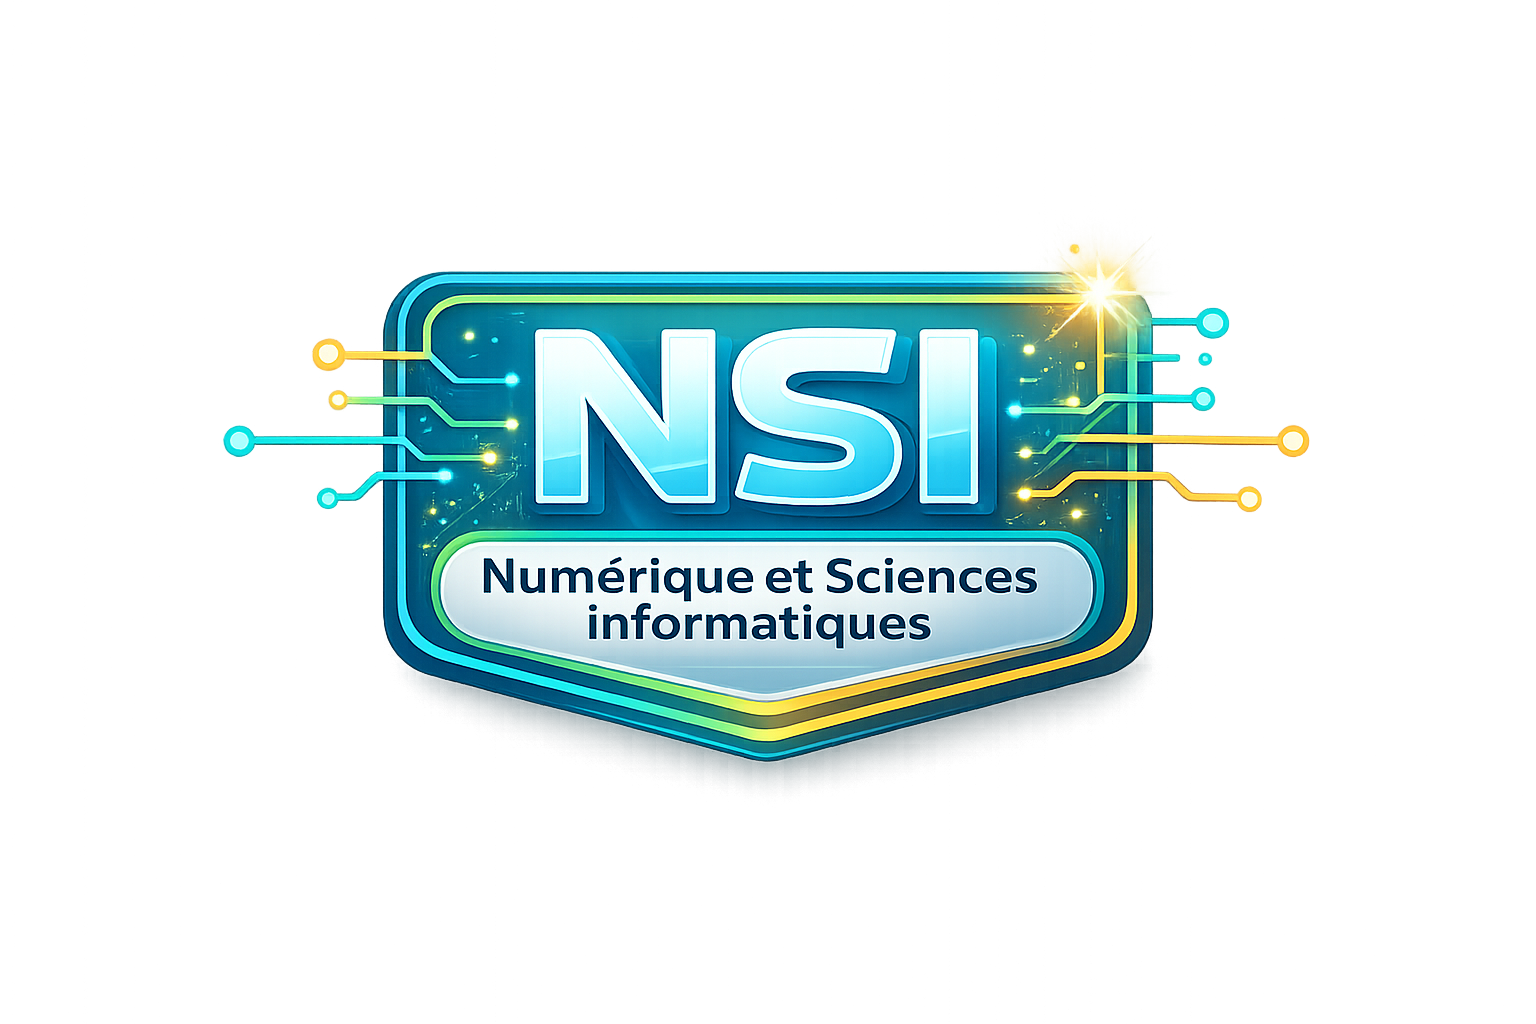 NSI
Numérique et Sciences
informatiques